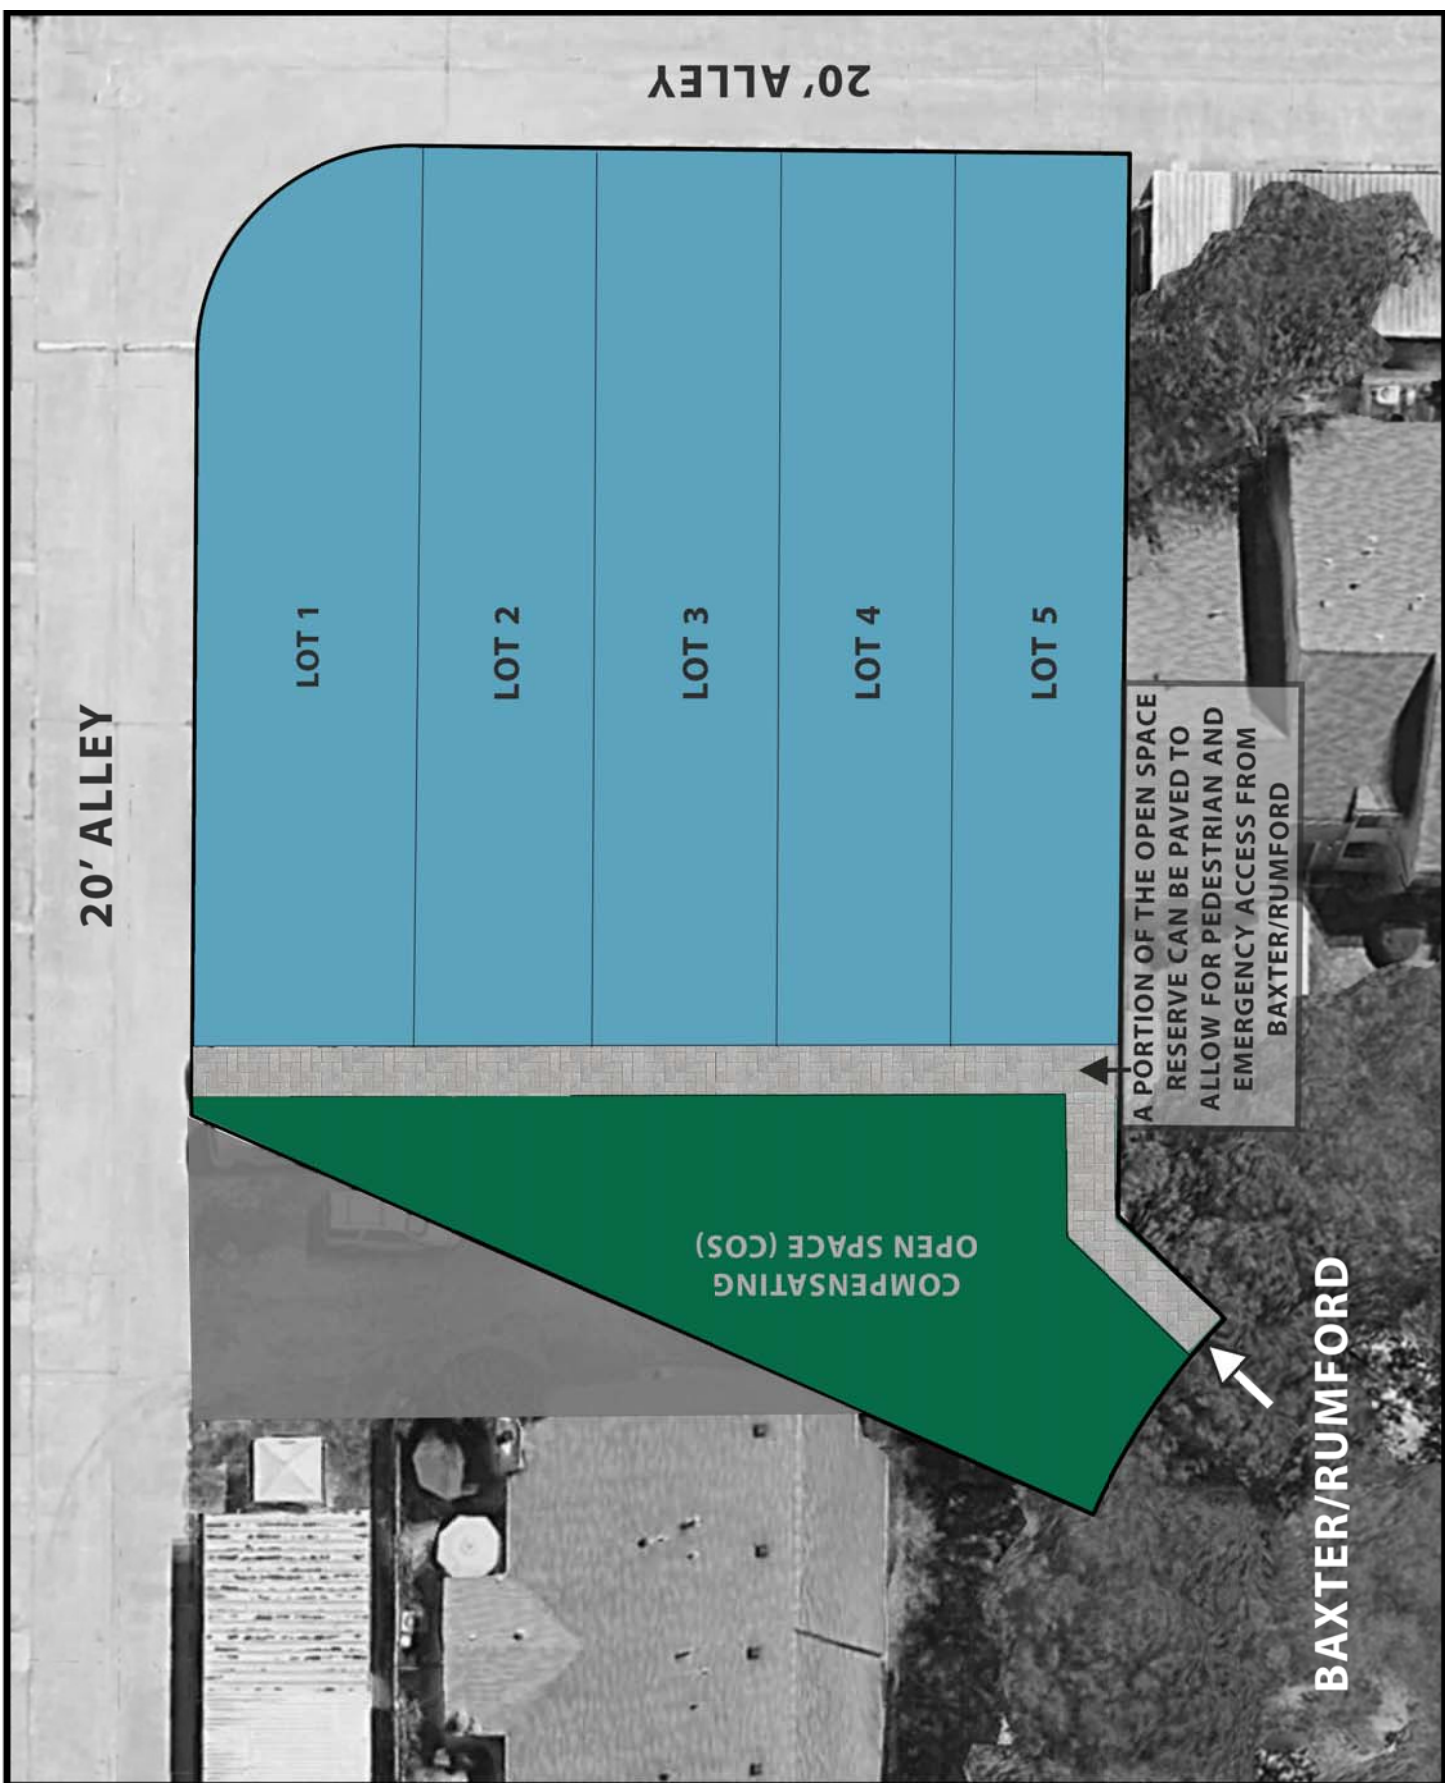 20' ALLEY
20' ALLEY
LOT 1
LOT 2
LOT 3
LOT 4
LOT 5
A PORTION OF THE OPEN SPACE
RESERVE CAN BE PAVED TO
ALLOW FOR PEDESTRIAN AND
EMERGENCY ACCESS FROM
BAXTER/RUMFORD
COMPENSATING
OPEN SPACE (COS)
BAXTER/RUMFORD